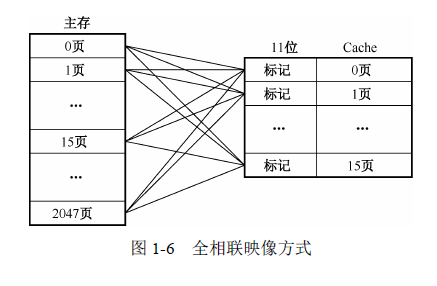 主存
0页
1页
...
15页
...
2047页
11位 Cache
标记 0页
标记 1页
... ...
标记 15页
图 1-6 全相联映像方式